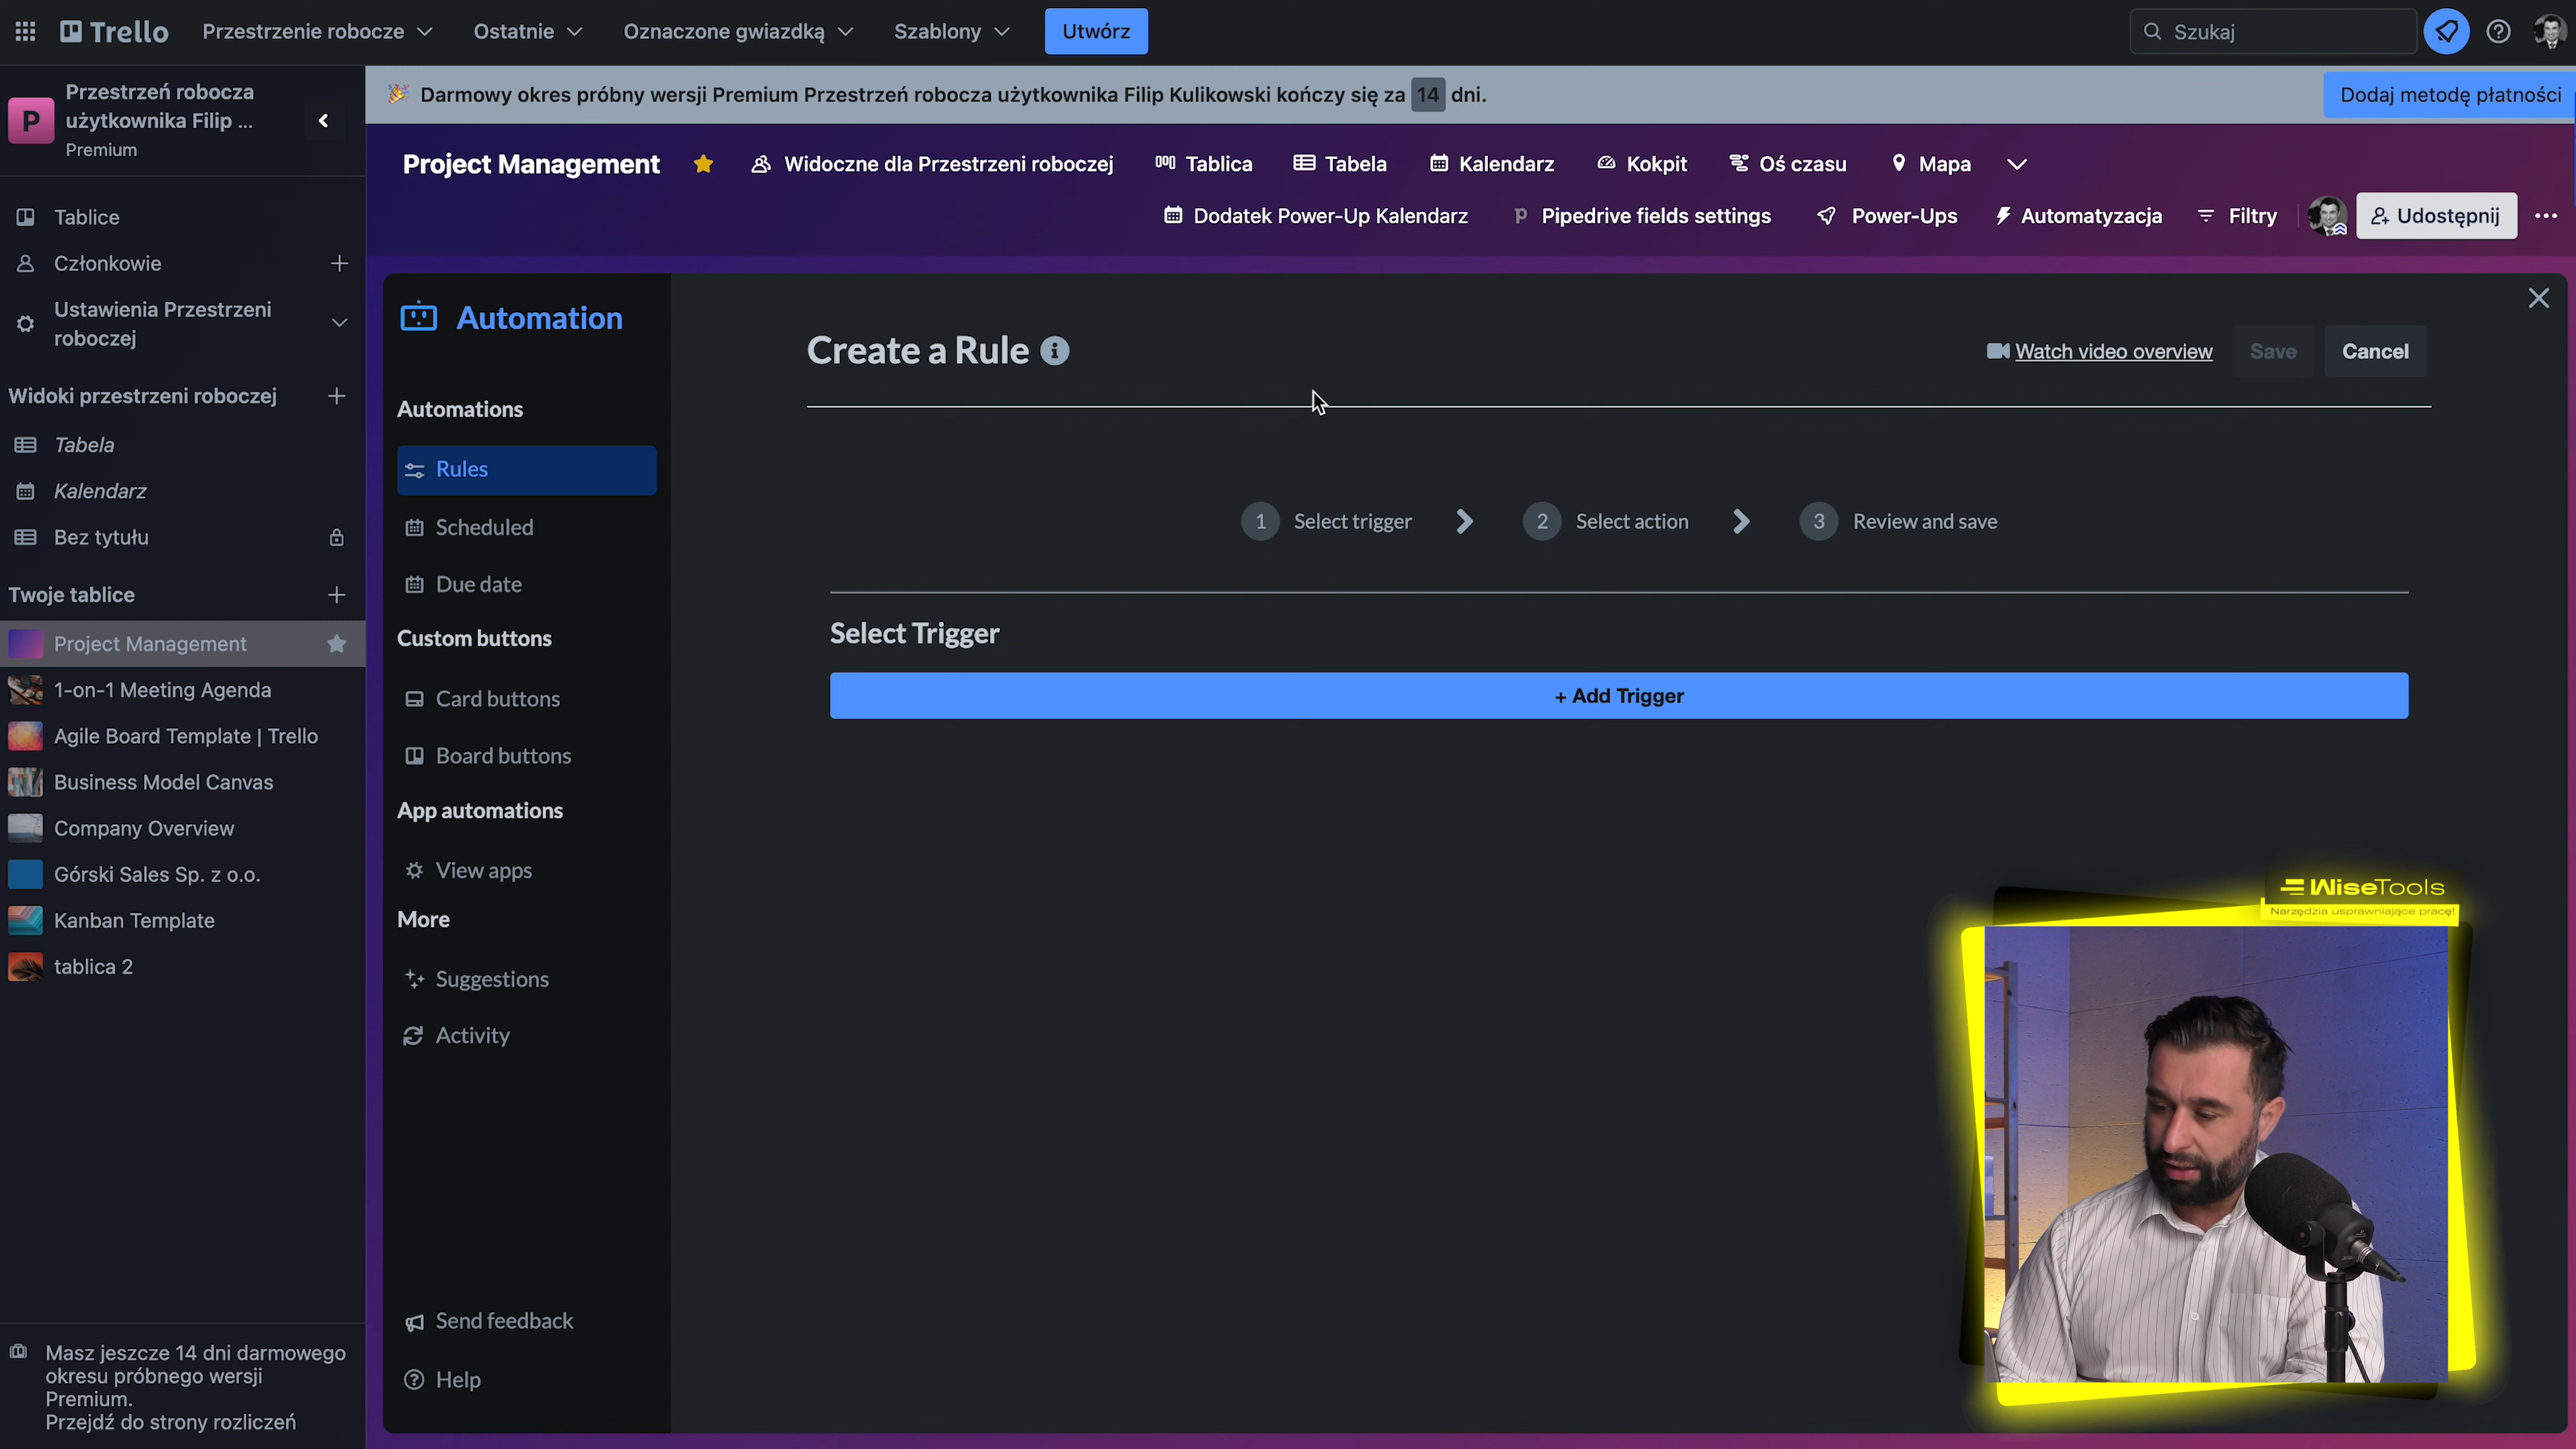 Trello
Przestrzenie robocze
Ostatnie
Oznaczone gwiazdką
Szablony
Utwórz
Szukaj
P
Przestrzeń robocza
użytkownika Filip ...
Premium
Darmowy okres próbny wersji Premium Przestrzeń robocza użytkownika Filip Kulikowski kończy się za 14 dni.
Dodaj metodę płatności
Project Management
Widoczne dla Przestrzeni roboczej
Tablica
Tabela
Kalendarz
Kokpit
Oś czasu
Mapa
Dodatek Power-Up Kalendarz
Pipedrive fields settings
Power-Ups
Automatyzacja
Filtry
Udostępnij
Tablice
Członkowie
Ustawienia Przestrzeni
roboczej
Widoki przestrzeni roboczej
Tabela
Kalendarz
Bez tytułu
Twoje tablice
Project Management
1-on-1 Meeting Agenda
Agile Board Template | Trello
Business Model Canvas
Company Overview
Górski Sales Sp. z o.o.
Kanban Template
tablica 2
Masz jeszcze 14 dni darmowego
okresu próbnego wersji
Premium.
Przejdź do strony rozliczeń
Automation
Automations
Rules
Scheduled
Due date
Custom buttons
Card buttons
Board buttons
App automations
View apps
More
Suggestions
Activity
Send feedback
Help
Create a Rule
Watch video overview
Save
Cancel
1 Select trigger
2 Select action
3 Review and save
Select Trigger
+ Add Trigger
WiseTools
Narzędzia usprawniające pracę!